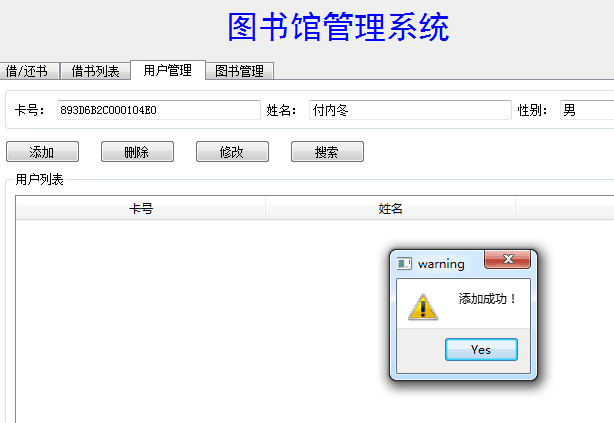 图书馆管理系统
借/还书 借书列表 用户管理 图书管理
卡号： 893D6B2C000104E0 姓名： 付内冬 性别： 男
添加 删除 修改 搜索
用户列表
卡号 姓名
warning
添加成功！
Yes